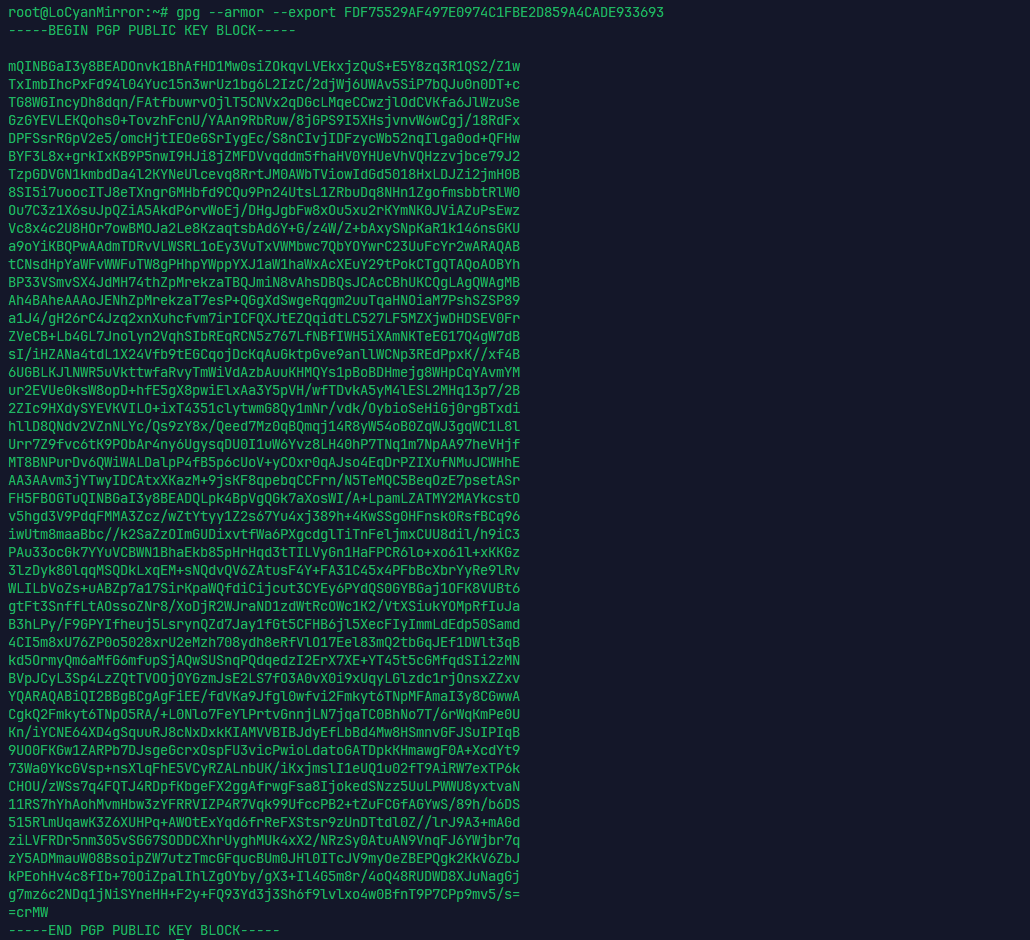 root@LoCyanMirror:~# gpg --armor --export FDF75529AF497E0974C1FBE2D859A4CADE933693
-----BEGIN PGP PUBLIC KEY BLOCK-----

mQINBGaI3y8BEADOnvk1BhAfHD1Mw0siZOkqvLVEkxjzQuS+E5Y8zq3R1QS2/Z1w
TxImbIhcPxFd94l04Yuc15n3wrUz1bg6L2IzC/2djWj6UWAv5SiP7bQJu0n0DT+c
TG8WGIncyDh8dqn/FAtfbuwrvOjlT5CNVx2qDGcLMqeCCwzjlOdCVKfa6JlWzuSe
GzGYEVLEKQohs0+TovzhFcnU/YAAn9RbRuw/8jGPS9I5XHsjvnvW6wCgj/18RdFx
DPFSsrRGpV2e5/omcHjtIEOeGSrIygEc/S8nCIvjIDFzycWb52nqIlga0od+QFHw
BYF3L8x+grkIxKB9P5nwI9HJi8jZMFDVvqddm5fhaHV0YHUeVhVQHzzvjbce79J2
TzpGDVGN1kmbdDa4l2KYNeUlcevq8RrtJM0AWbTViowIdGd5018HxLDJZi2jmH0B
8SI5i7uoocITJ8eTXngrGMHbfd9CQu9Pn24UtsL1ZRbuDq8NHn1ZgofmsbbtRlW0
Ou7C3z1X6suJpQZiA5AkdP6rvWoEj/DHgJgbFw8xOu5xu2rKYmNK0JViAZuPsEwz
Vc8x4c2U8HOr7owBMOJa2Le8KzaqtsbAd6Y+G/z4W/Z+bAxySNpKaR1k146nsGKU
a9oYiKBQPwAAdmTDRvVLWSRL1oEy3VuTxVWMbwc7QbYOYwrC23UuFcYr2wARAQAB
tCNsdHpYaWFvWWFuTW8gPHhpYWppYXJ1aW1haWxAcXEuY29tPokCTgQTAQoAOBYh
BP33VSmvSX4JdMH74thZpMrekzaTBQJmiN8vAhsDBQsJCAcCBhUKCQgLAgQWAgMB
Ah4BAheAAAoJENhZpMrekzaT7esP+QGgXdSwgeRqgm2uuTqaHNOiaM7PshSZSP89
a1J4/gH26rC4Jzq2xnXuhcfvm7irICFQXJtEZQqidtLC527LF5MZXjwDHDSEV0Fr
ZVeCB+Lb4GL7Jnolyn2VqhSIbREqRCN5z767LfNBfIWH5iXAmNKTeEG17Q4gW7dB
sI/iHZANa4tdL1X24Vfb9tEGCqojDcKqAuGktpGve9anllWCNp3REdPpxK//xf4B
6UGBLKJlNWR5uVkttwfaRvyTmWiVdAzbAuuKHMQYs1pBoBDHmejg8WHpCqYAvmYM
ur2EVUe0ksW8opD+hfE5gX8pwiElxAa3Y5pVH/wfTDvkA5yM4lESL2MHq13p7/2B
2ZIc9HXdySYEVKVILO+ixT4351clytwmG8Qy1mNr/vdk/OybioSeHiGj0rgBTxdi
hllD8QNdv2VZnNLYc/Qs9zY8x/Qeed7Mz0qBQmqj14R8yW54oB0ZqWJ3gqWC1L8l
Urr7Z9fvc6tK9PObAr4ny6UgysqDU0I1uW6Yvz8LH40hP7TNq1m7NpAA97heVHjf
MT8BNPurDv6QWiWALDalpP4fB5p6cUoV+yCOxr0qAJso4EqDrPZIXufNMuJCWHhE
AA3AAvm3jYTwyIDCAtxXKazM+9jsKF8qpebqCCFrn/N5TeMQC5BeqOzE7psetASr
FH5FBOGTuQINBGaI3y8BEADQLpk4BpVgQGk7aXosWI/A+LpamLZATMY2MAYkcstO
v5hgd3V9PdqFMMA3Zcz/wZtYtyy1Z2s67Yu4xj389h+4KwSSg0HFnsk0RsfBCq96
iwUtm8maaBbc//k2SaZzOImGUDixvtfWa6PXgcdglTiTnFeljmxCUU8dil/h9iC3
PAu33ocGk7YYuVCBWN1BhaEkb85pHrHqd3tTILVyGn1HaFPCR6lo+xo61l+xKKGz
3lzDyk80lqqMSQDkLxqEM+sNQdvQV6ZAtusF4Y+FA31C45x4PFbBcXbrYyRe9lRv
WLILbVoZs+uABZp7a17SirKpaWQfdiCijcut3CYEy6PYdQS0GYBGaj1OFK8VUBt6
gtFt3SnffLtAOssoZNr8/XoDjR2WJraND1zdWtRcOWc1K2/VtXSiukYOMpRfIuJa
B3hLPy/F9GPYIfheuj5LsrynQZd7Jay1fGt5CFHB6jl5XecFIyImmLdEdp50Samd
4CI5m8xU76ZP0o5028xrU2eMzh708ydh8eRfVlO17Eel83mQ2tbGqJEf1DWlt3qB
kd5OrmyQm6aMfG6mfupSjAQwSUSnqPQdqedzI2ErX7XE+YT45t5cGMfqdSIi2zMN
BVpJCyL3Sp4LzZQtTVOOjOYGzmJsE2LS7fO3A0vX0i9xUqyLGlzdc1rjOnsxZZxv
YQARAQABiQI2BBgBCgAgFiEE/fdVKa9Jfgl0wfvi2Fmkyt6TNpMFAmaI3y8CGwwA
CgkQ2Fmkyt6TNpO5RA/+L0Nlo7FeYlPrtvGnnjLN7jqaTC0BhNo7T/6rWqKmPe0U
Kn/iYCNE64XD4gSquuRJ8cNxDxkKIAMVVBIBJdyEfLbBd4Mw8HSmnvGFJSuIPIqB
9UO0FKGw1ZARPb7DJsgeGcrxOspFU3vicPwioLdatoGATDpkKHmawgF0A+XcdYt9
73Wa0YkcGVsp+nsXlqFhE5VCyRZALnbUK/iKxjmslI1eUQ1u02fT9AiRW7exTP6k
CHOU/zWSs7q4FQTJ4RDpfKbgeFX2ggAfrwgFsa8IjokedSNzz5UuLPWWU8yxtvaN
11RS7hYhAohMvmHbw3zYFRRVIZP4R7Vqk99UfccPB2+tZuFCGfAGYwS/89h/b6DS
515RlmUqawK3Z6XUHPq+AWOtExYqd6frReFXStsr9zUnDTtdl0Z//lrJ9A3+mAGd
ziLVFRDr5nm305vSGG7SODDCXhrUyghMUk4xX2/NRzSy0AtuAN9VnqFJ6YWjbr7q
zY5ADMmauW08BsoipZW7utzTmcGFqucBUm0JHl0ITcJV9myOeZBEPQgk2KkV6ZbJ
kPEohHv4c8fIb+70OiZpalIhlZgOYby/gX3+Il4G5m8r/4oQ48RUDWD8XJuNagGj
g7mz6c2NDq1jNiSYneHH+F2y+FQ93Yd3j3Sh6f9lvlxo4w0BfnT9P7CPp9mv5/s=
=crMW
-----END PGP PUBLIC KEY BLOCK-----